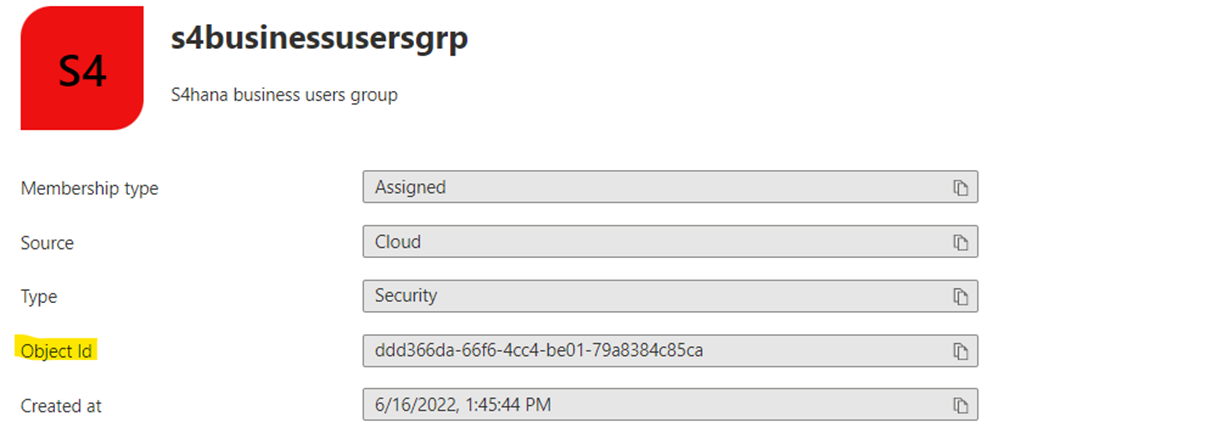 S4
s4businessusersgrp
S4hana business users group
Membership type Assigned
Source Cloud
Type Security
Object Id ddd366da-66f6-4cc4-be01-79a8384c85ca
Created at 6/16/2022, 1:45:44 PM